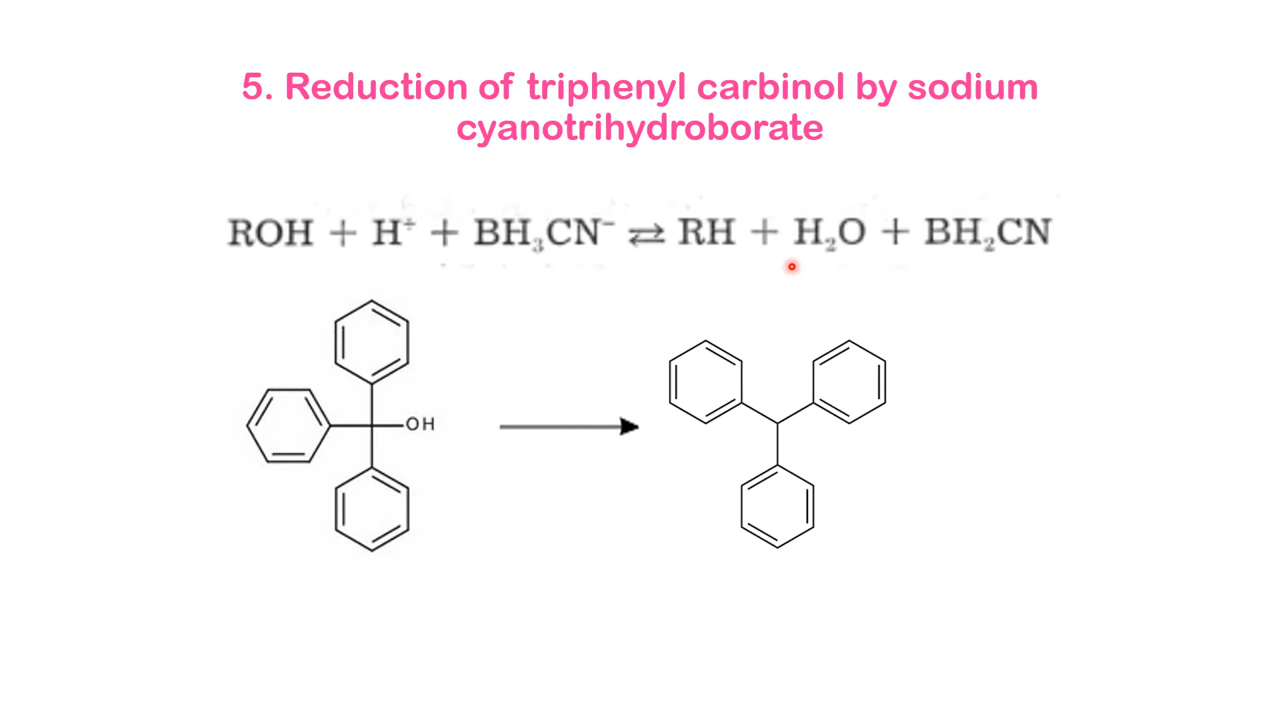 5. Reduction of triphenyl carbinol by sodium
cyanotrihydroborate
ROH + H⁺ + BH₃CN⁻ ⇌ RH + H₂O + BH₂CN
OH